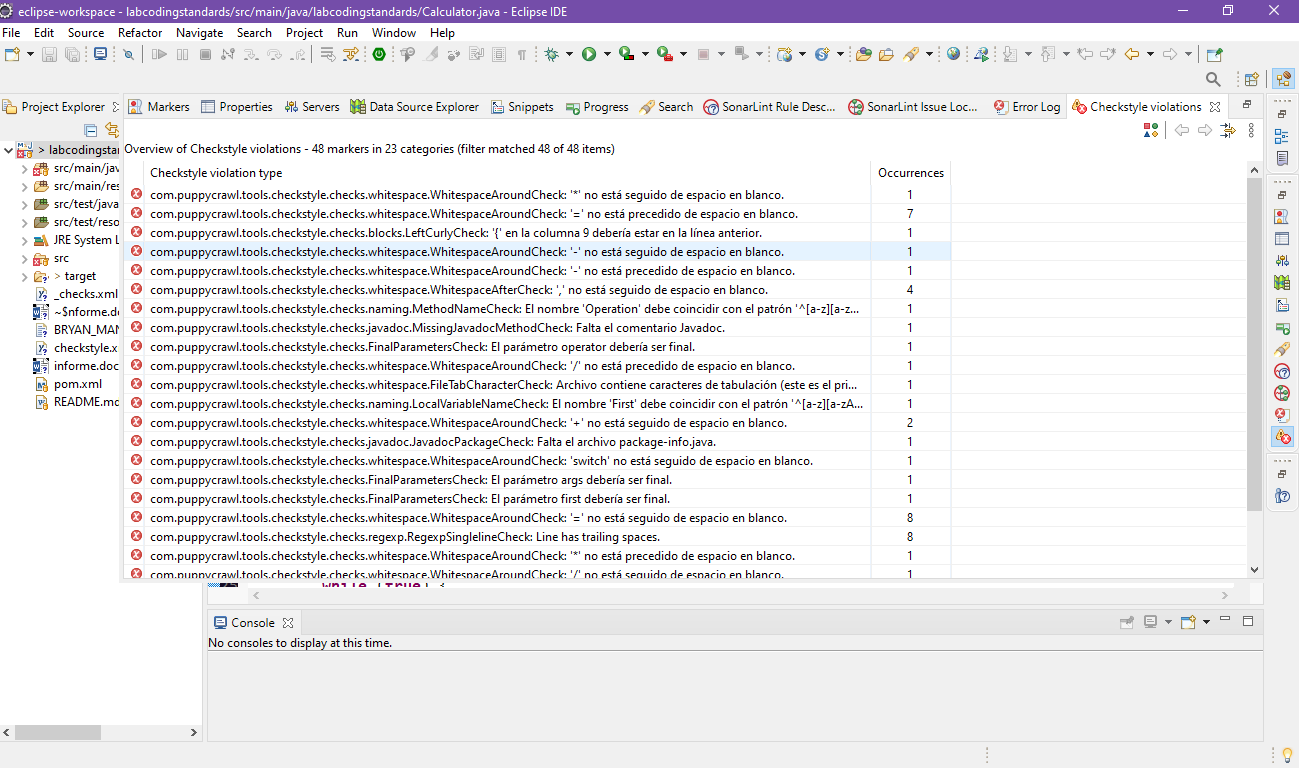 eclipse-workspace - labcodingstandards/src/main/java/labcodingstandards/Calculator.java - Eclipse IDE
File Edit Source Refactor Navigate Search Project Run Window Help
Project Explorer Markers Properties Servers Data Source Explorer Snippets Progress Search SonarLint Rule Desc... SonarLint Issue Loc... Error Log Checkstyle violations
> labcodingstan
src/main/jav
src/main/res
src/test/java
src/test/reso
JRE System L
src
> target
_checks.xml
~$nforme.do
BRYAN_MAN
checkstyle.x
informe.doc
pom.xml
README.md
Overview of Checkstyle violations - 48 markers in 23 categories (filter matched 48 of 48 items)
Checkstyle violation type Occurrences
com.puppycrawl.tools.checkstyle.checks.whitespace.WhitespaceAroundCheck: '*' no está seguido de espacio en blanco. 1
com.puppycrawl.tools.checkstyle.checks.whitespace.WhitespaceAroundCheck: '=' no está precedido de espacio en blanco. 7
com.puppycrawl.tools.checkstyle.checks.blocks.LeftCurlyCheck: '{' en la columna 9 debería estar en la línea anterior. 1
com.puppycrawl.tools.checkstyle.checks.whitespace.WhitespaceAroundCheck: '-' no está seguido de espacio en blanco. 1
com.puppycrawl.tools.checkstyle.checks.whitespace.WhitespaceAroundCheck: '-' no está precedido de espacio en blanco. 1
com.puppycrawl.tools.checkstyle.checks.whitespace.WhitespaceAfterCheck: ',' no está seguido de espacio en blanco. 4
com.puppycrawl.tools.checkstyle.checks.naming.MethodNameCheck: El nombre 'Operation' debe coincidir con el patrón '^[a-z][a-z... 1
com.puppycrawl.tools.checkstyle.checks.javadoc.MissingJavadocMethodCheck: Falta el comentario Javadoc. 1
com.puppycrawl.tools.checkstyle.checks.FinalParametersCheck: El parámetro operator debería ser final. 1
com.puppycrawl.tools.checkstyle.checks.whitespace.WhitespaceAroundCheck: '/' no está precedido de espacio en blanco. 1
com.puppycrawl.tools.checkstyle.checks.whitespace.FileTabCharacterCheck: Archivo contiene caracteres de tabulación (este es el pri... 1
com.puppycrawl.tools.checkstyle.checks.naming.LocalVariableNameCheck: El nombre 'First' debe coincidir con el patrón '^[a-z][a-zA... 1
com.puppycrawl.tools.checkstyle.checks.whitespace.WhitespaceAroundCheck: '+' no está seguido de espacio en blanco. 2
com.puppycrawl.tools.checkstyle.checks.javadoc.JavadocPackageCheck: Falta el archivo package-info.java. 1
com.puppycrawl.tools.checkstyle.checks.whitespace.WhitespaceAroundCheck: 'switch' no está seguido de espacio en blanco. 1
com.puppycrawl.tools.checkstyle.checks.FinalParametersCheck: El parámetro args debería ser final. 1
com.puppycrawl.tools.checkstyle.checks.FinalParametersCheck: El parámetro first debería ser final. 1
com.puppycrawl.tools.checkstyle.checks.whitespace.WhitespaceAroundCheck: '=' no está seguido de espacio en blanco. 8
com.puppycrawl.tools.checkstyle.checks.regexp.RegexpSinglelineCheck: Line has trailing spaces. 8
com.puppycrawl.tools.checkstyle.checks.whitespace.WhitespaceAroundCheck: '*' no está precedido de espacio en blanco. 1
com.puppycrawl.tools.checkstyle.checks.whitespace.WhitespaceAroundCheck: '/' no está seguido de espacio en blanco. 1
Console
No consoles to display at this time.